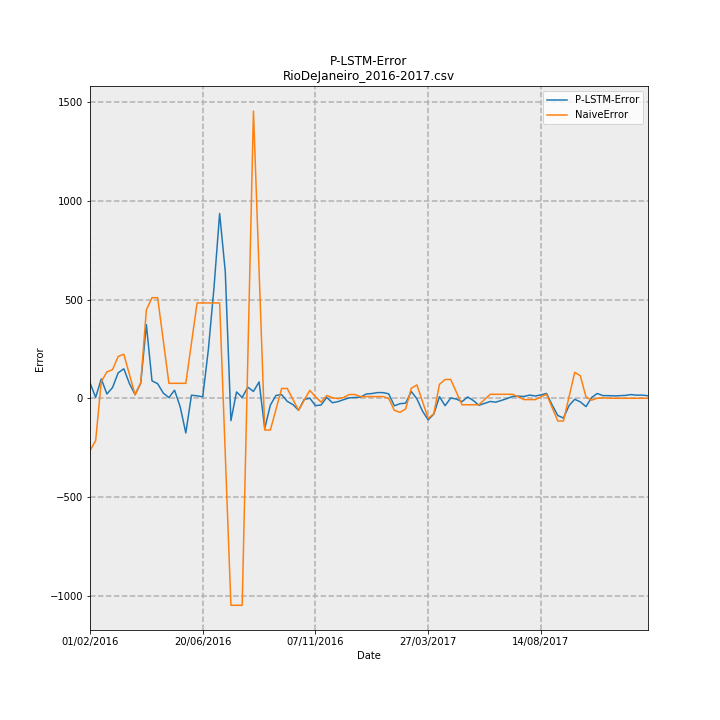 P-LSTM-Error
RioDeJaneiro_2016-2017.csv
P-LSTM-Error
NaiveError
1500
1000
500
0
−500
−1000
Error
01/02/2016 20/06/2016 07/11/2016 27/03/2017 14/08/2017
Date